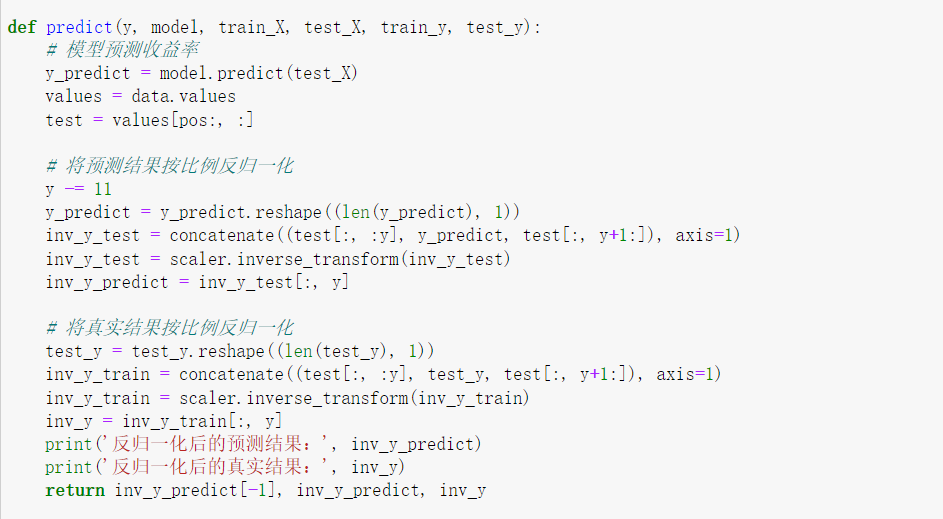 def predict(y, model, train_X, test_X, train_y, test_y):
    # 模型预测收益率
    y_predict = model.predict(test_X)
    values = data.values
    test = values[pos:, :]
    # 将预测结果按比例反归一化
    y -= 11
    y_predict = y_predict.reshape((len(y_predict), 1))
    inv_y_test = concatenate((test[:, :y], y_predict, test[:, y+1:]), axis=1)
    inv_y_test = scaler.inverse_transform(inv_y_test)
    inv_y_predict = inv_y_test[:, y]
    # 将真实结果按比例反归一化
    test_y = test_y.reshape((len(test_y), 1))
    inv_y_train = concatenate((test[:, :y], test_y, test[:, y+1:]), axis=1)
    inv_y_train = scaler.inverse_transform(inv_y_train)
    inv_y = inv_y_train[:, y]
    print('反归一化后的预测结果：', inv_y_predict)
    print('反归一化后的真实结果：', inv_y)
    return inv_y_predict[-1], inv_y_predict, inv_y